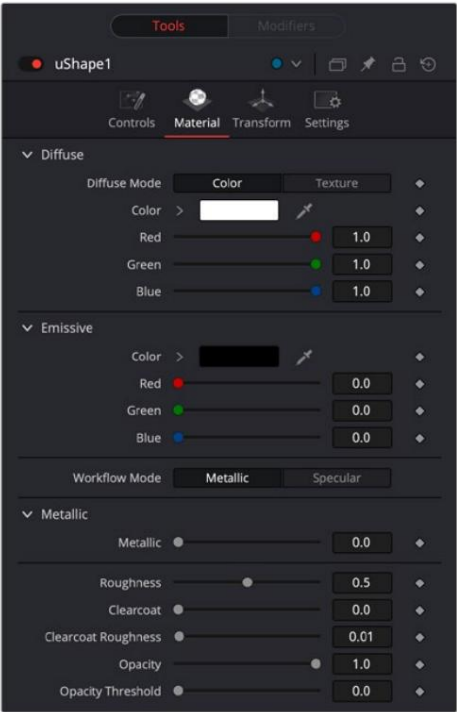 Tools Modifiers
uShape1
Controls Material Transform Settings
Diffuse
Diffuse Mode Color Texture
Color
Red 1.0
Green 1.0
Blue 1.0
Emissive
Color
Red 0.0
Green 0.0
Blue 0.0
Workflow Mode Metallic Specular
Metallic
Metallic 0.0
Roughness 0.5
Clearcoat 0.0
Clearcoat Roughness 0.01
Opacity 1.0
Opacity Threshold 0.0